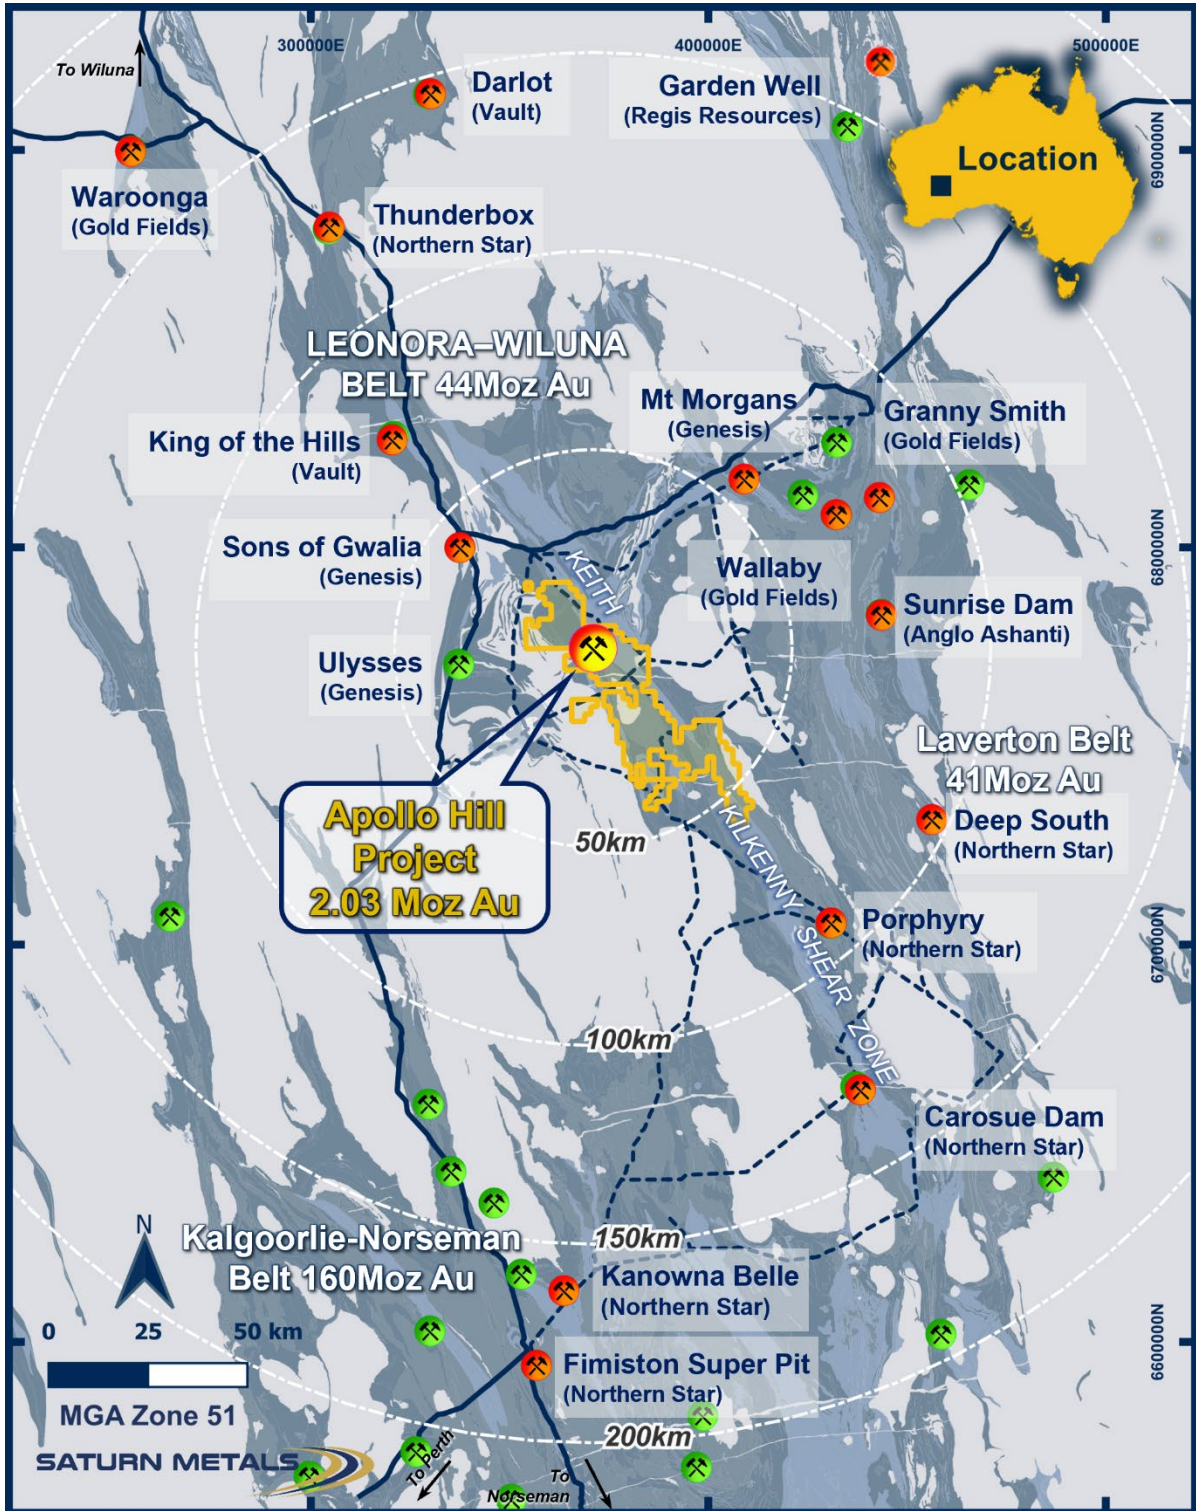 300000E
400000E
500000E
To Wiluna
Darlot
(Vault)
Garden Well
(Regis Resources)
Location
6900000N
Waroonga
(Gold Fields)
Thunderbox
(Northern Star)
LEONORA–WILUNA
BELT 44Moz Au
Mt Morgans
(Genesis)
Granny Smith
(Gold Fields)
King of the Hills
(Vault)
Sons of Gwalia
(Genesis)
6800000N
KEITH
Wallaby
(Gold Fields)
Sunrise Dam
(Anglo Ashanti)
Ulysses
(Genesis)
Laverton Belt
41Moz Au
Apollo Hill
Project
2.03 Moz Au
50km
KILKENNY
SHEAR
ZONE
Deep South
(Northern Star)
Porphyry
(Northern Star)
6700000N
100km
Carosue Dam
(Northern Star)
150km
N
Kalgoorlie-Norseman
Belt 160Moz Au
Kanowna Belle
(Northern Star)
0 25 50 km
6600000N
Fimiston Super Pit
(Northern Star)
MGA Zone 51
200km
SATURN METALS
To Perth
To
Norseman